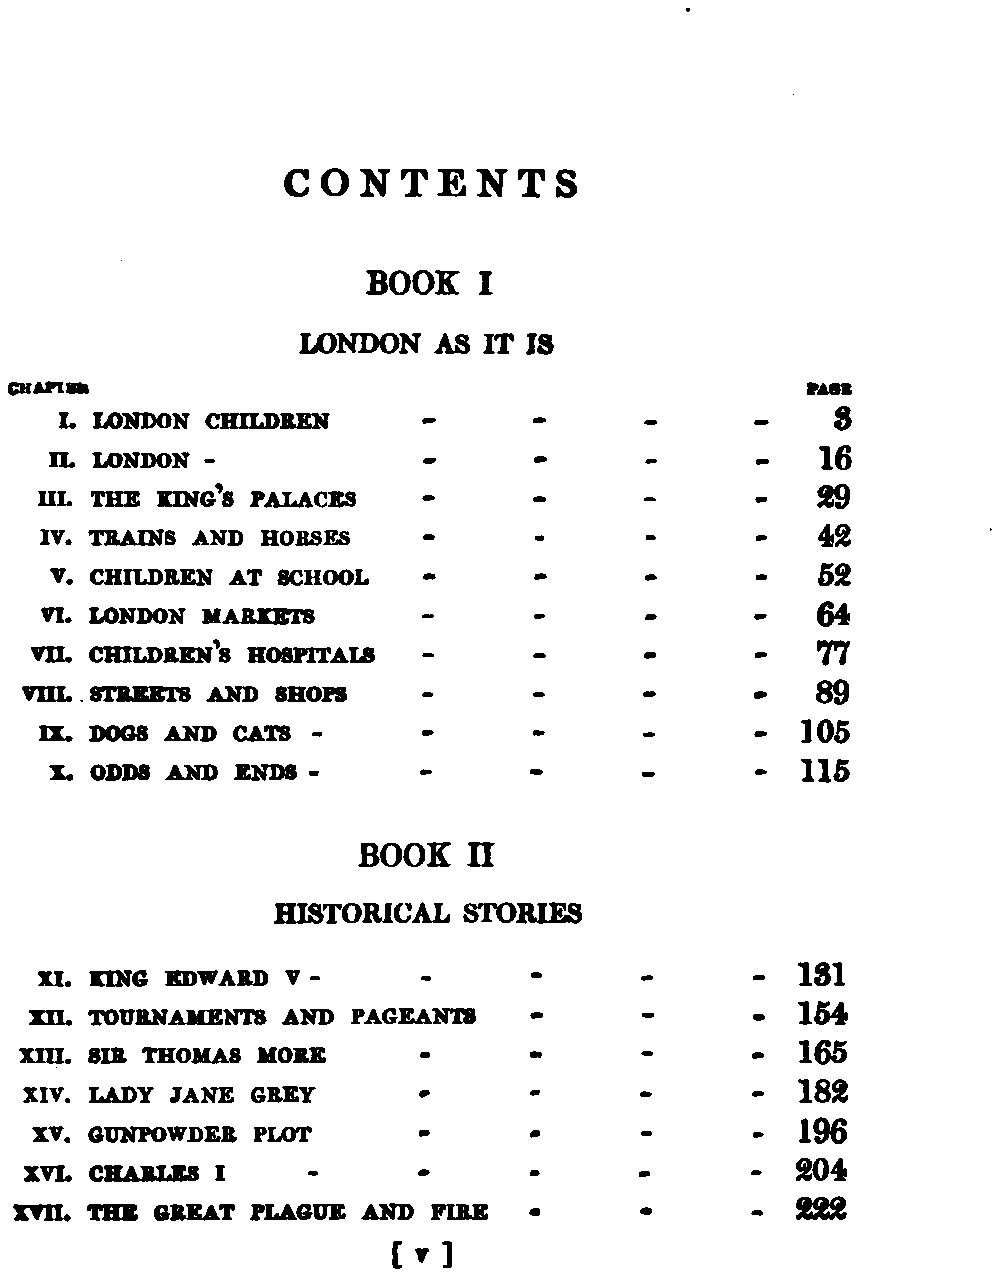 CONTENTS
BOOK I
LONDON AS IT IS
CHAPTER PAGE
I. LONDON CHILDREN - - - - 3
II. LONDON - - - - - 16
III. THE KING'S PALACES - - - - 29
IV. TRAINS AND HORSES - - - - 42
V. CHILDREN AT SCHOOL - - - - 52
VI. LONDON MARKETS - - - - 64
VII. CHILDREN'S HOSPITALS - - - - 77
VIII. STREETS AND SHOPS - - - - 89
IX. DOGS AND CATS - - - - - 105
X. ODDS AND ENDS - - - - - 115
BOOK II
HISTORICAL STORIES
XI. KING EDWARD V - - - - - 131
XII. TOURNAMENTS AND PAGEANTS - - - 154
XIII. SIR THOMAS MORE - - - - 165
XIV. LADY JANE GREY - - - - 182
XV. GUNPOWDER PLOT - - - - 196
XVI. CHARLES I - - - - - 204
XVII. THE GREAT PLAGUE AND FIRE - - - 222
[ v ]